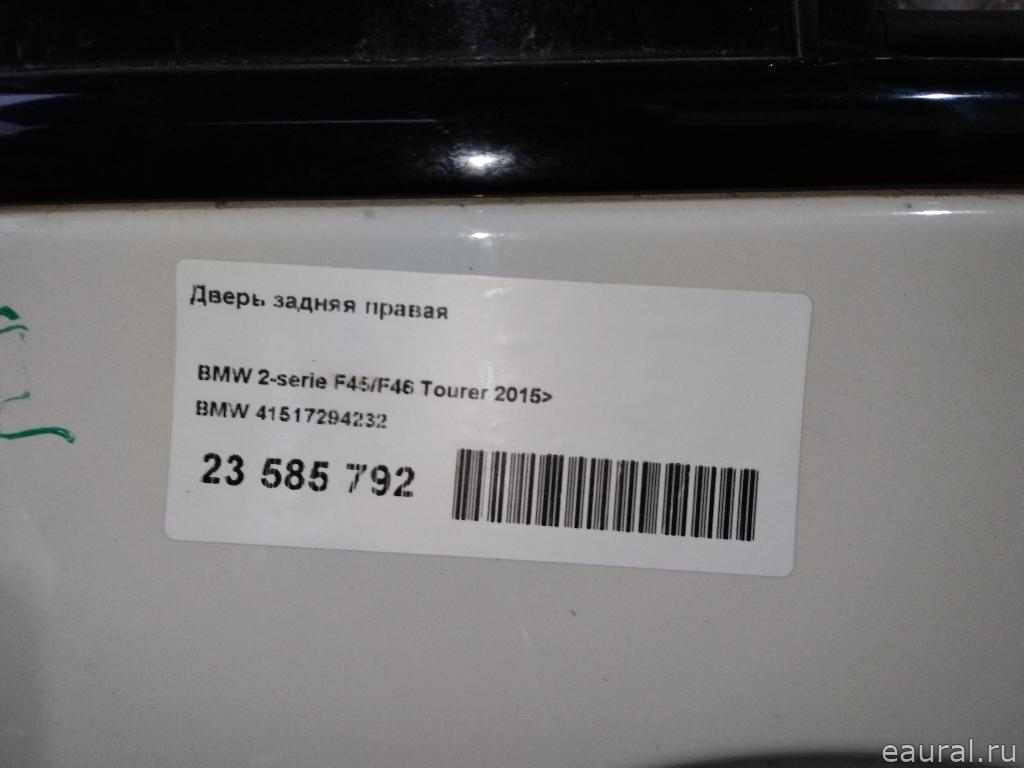 Дверь задняя правая
BMW 2-serie F45/F46 Tourer 2015>
BMW 41517294232
23 585 792
eaural.ru